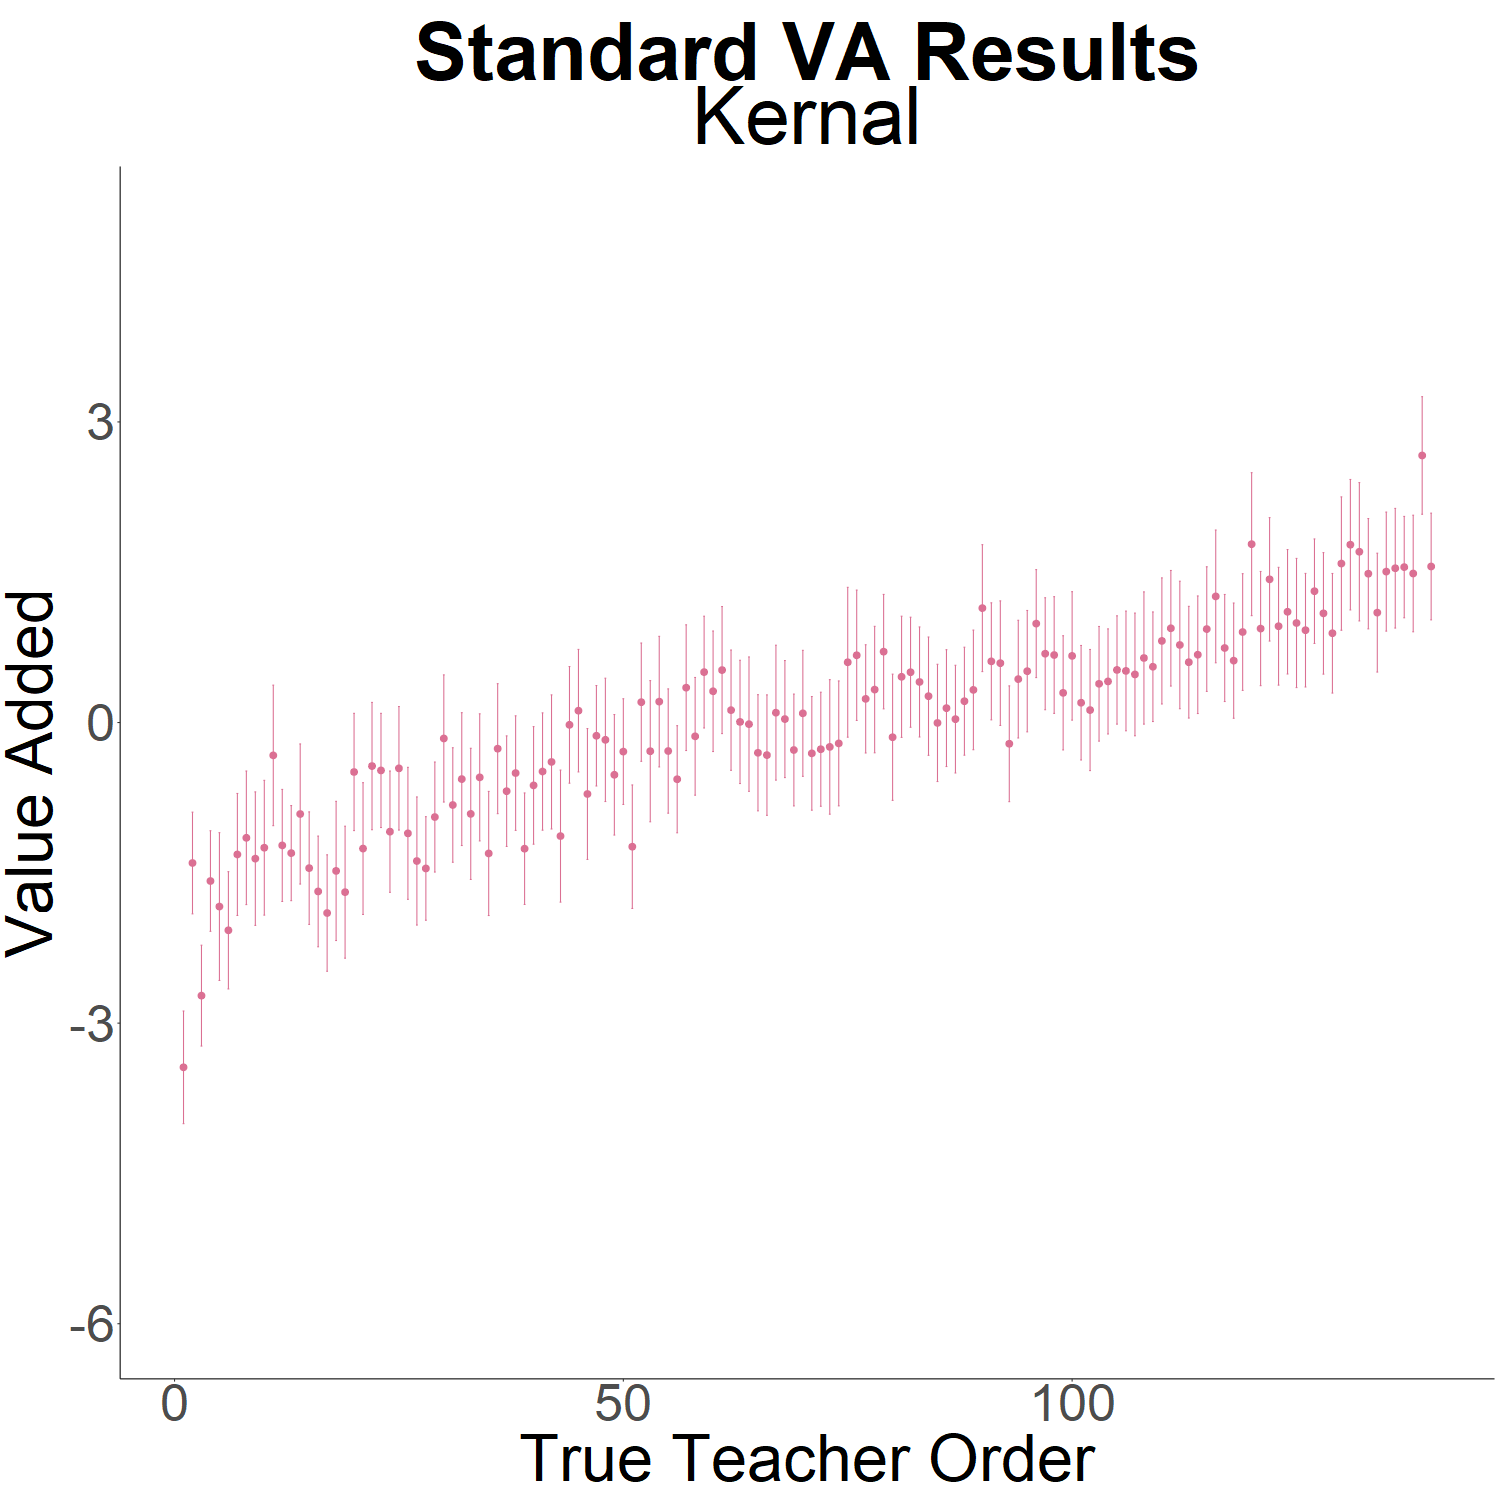 Standard VA Results
Kernal
Value Added
3
0
-3
-6
0 50 100
True Teacher Order